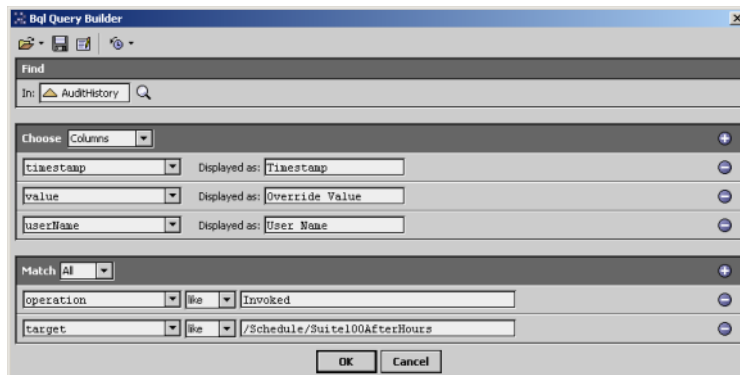 Bql Query Builder
Find
In: AuditHistory
Choose Columns
timestamp Displayed as: Timestamp
value Displayed as: Override Value
userName Displayed as: User Name
Match All
operation like Invoked
target like /Schedule/Suite100AfterHours
OK Cancel